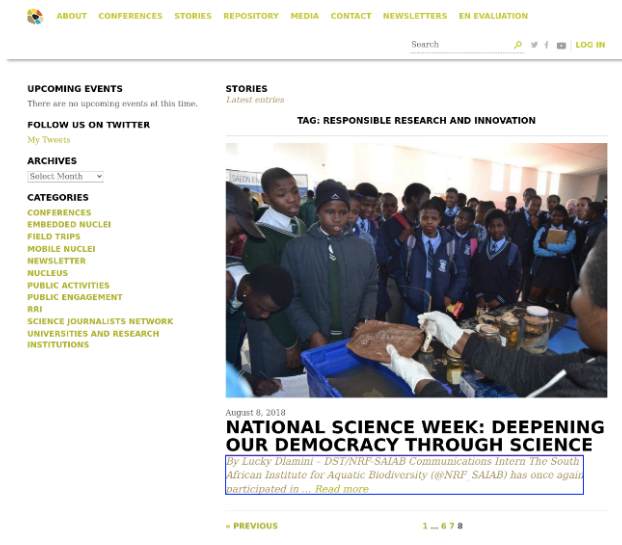 ABOUT CONFERENCES STORIES REPOSITORY MEDIA CONTACT NEWSLETTERS EN EVALUATION
Search
LOG IN
UPCOMING EVENTS
There are no upcoming events at this time.
FOLLOW US ON TWITTER
My Tweets
ARCHIVES
Select Month
CATEGORIES
CONFERENCES
EMBEDDED NUCLEI
FIELD TRIPS
MOBILE NUCLEI
NEWSLETTER
NUCLEUS
PUBLIC ACTIVITIES
PUBLIC ENGAGEMENT
RRI
SCIENCE JOURNALISTS NETWORK
UNIVERSITIES AND RESEARCH
INSTITUTIONS
STORIES
Latest entries
TAG: RESPONSIBLE RESEARCH AND INNOVATION
August 8, 2018
NATIONAL SCIENCE WEEK: DEEPENING
OUR DEMOCRACY THROUGH SCIENCE
By Lucky Dlamini – DST/NRF-SAIAB Communications Intern The South
African Institute for Aquatic Biodiversity (@NRF_SAIAB) has once again
participated in ... Read more
« PREVIOUS
1 ... 6 7 8